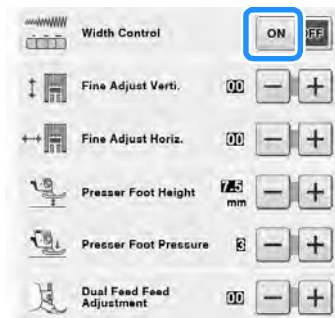 Width Control ON OFF
Fine Adjust Verti. 00 − +
Fine Adjust Horiz. 00 − +
Presser Foot Height 7.5 mm − +
Presser Foot Pressure 3 − +
Dual Feed Feed
Adjustment 00 − +